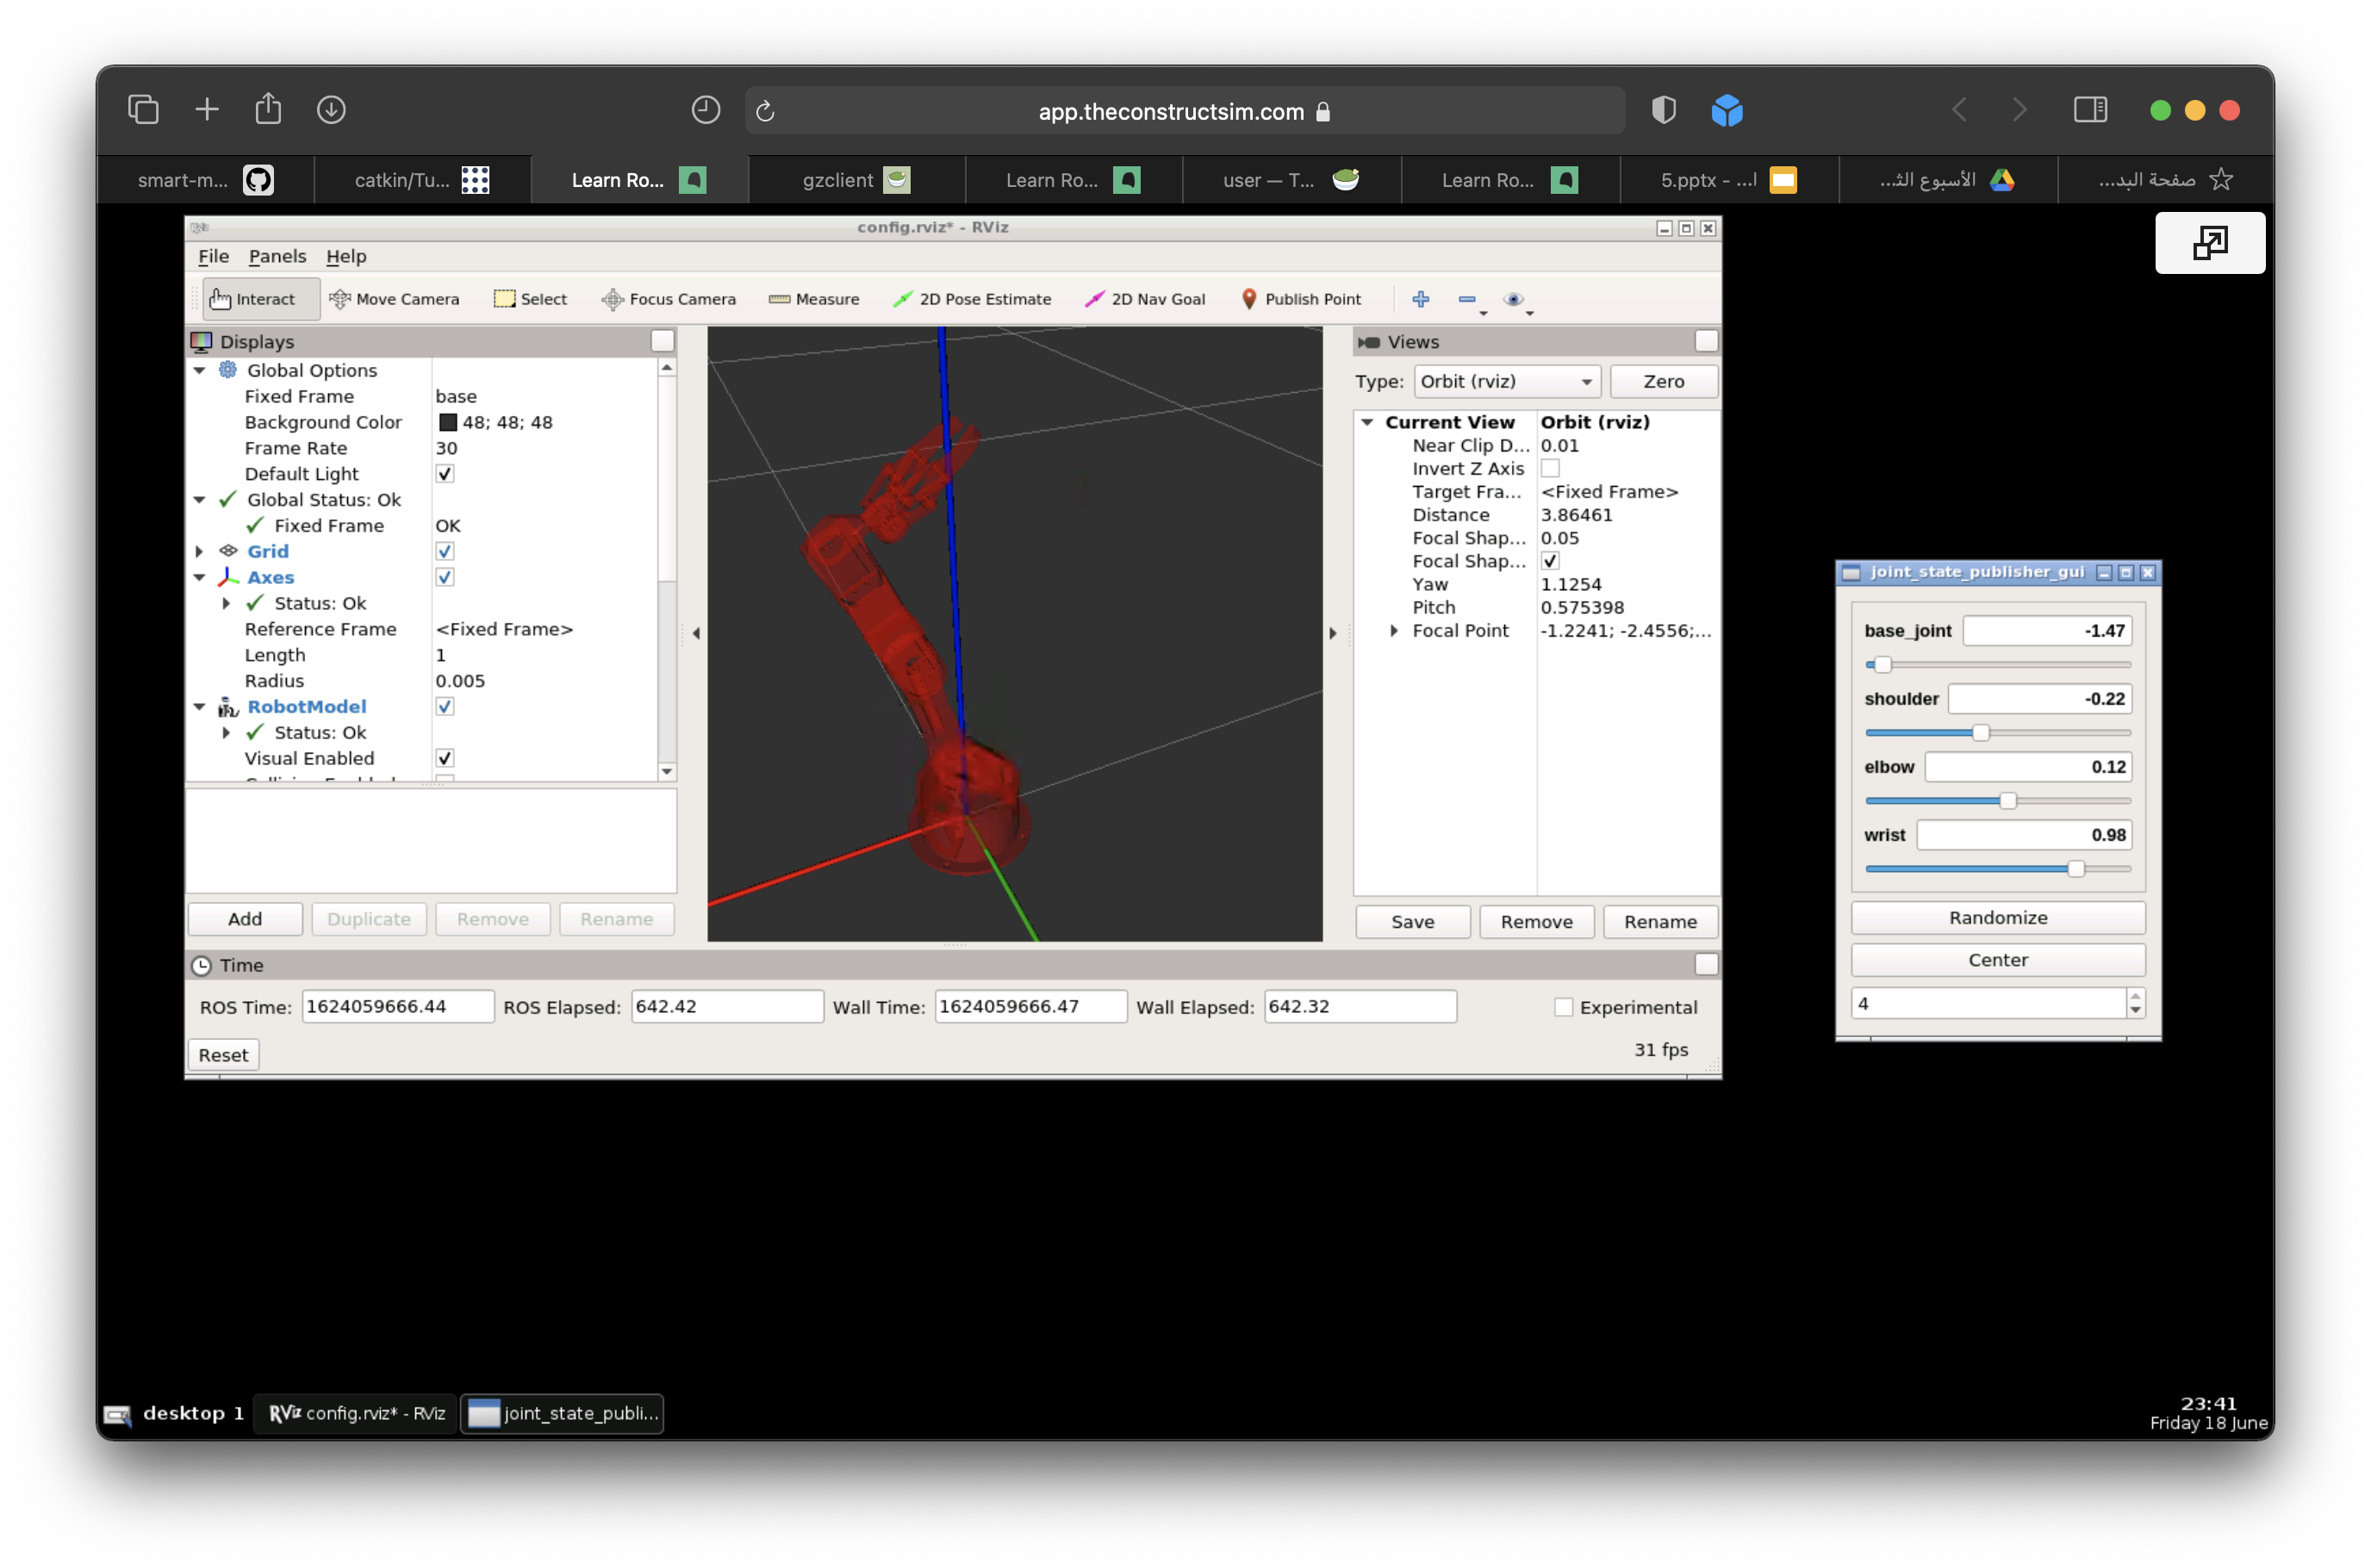 app.theconstructsim.com
smart-m...
catkin/Tu...
Learn Ro...
gzclient
Learn Ro...
user — T...
Learn Ro...
5.pptx - ...ا
الأسبوع الث...
صفحة البد...
config.rviz* - RViz
File Panels Help
Interact Move Camera Select Focus Camera Measure 2D Pose Estimate 2D Nav Goal Publish Point
Displays
Global Options
Fixed Frame base
Background Color 48; 48; 48
Frame Rate 30
Default Light
Global Status: Ok
Fixed Frame OK
Grid
Axes
Status: Ok
Reference Frame <Fixed Frame>
Length 1
Radius 0.005
RobotModel
Status: Ok
Visual Enabled
Add Duplicate Remove Rename
Views
Type: Orbit (rviz) Zero
Current View Orbit (rviz)
Near Clip D... 0.01
Invert Z Axis
Target Fra... <Fixed Frame>
Distance 3.86461
Focal Shap... 0.05
Focal Shap...
Yaw 1.1254
Pitch 0.575398
Focal Point -1.2241; -2.4556;...
Save Remove Rename
Time
ROS Time: 1624059666.44 ROS Elapsed: 642.42 Wall Time: 1624059666.47 Wall Elapsed: 642.32 Experimental
Reset 31 fps
joint_state_publisher_gui
base_joint -1.47
shoulder -0.22
elbow 0.12
wrist 0.98
Randomize
Center
4
desktop 1 RViz config.rviz* - RViz joint_state_publi...
23:41
Friday 18 June